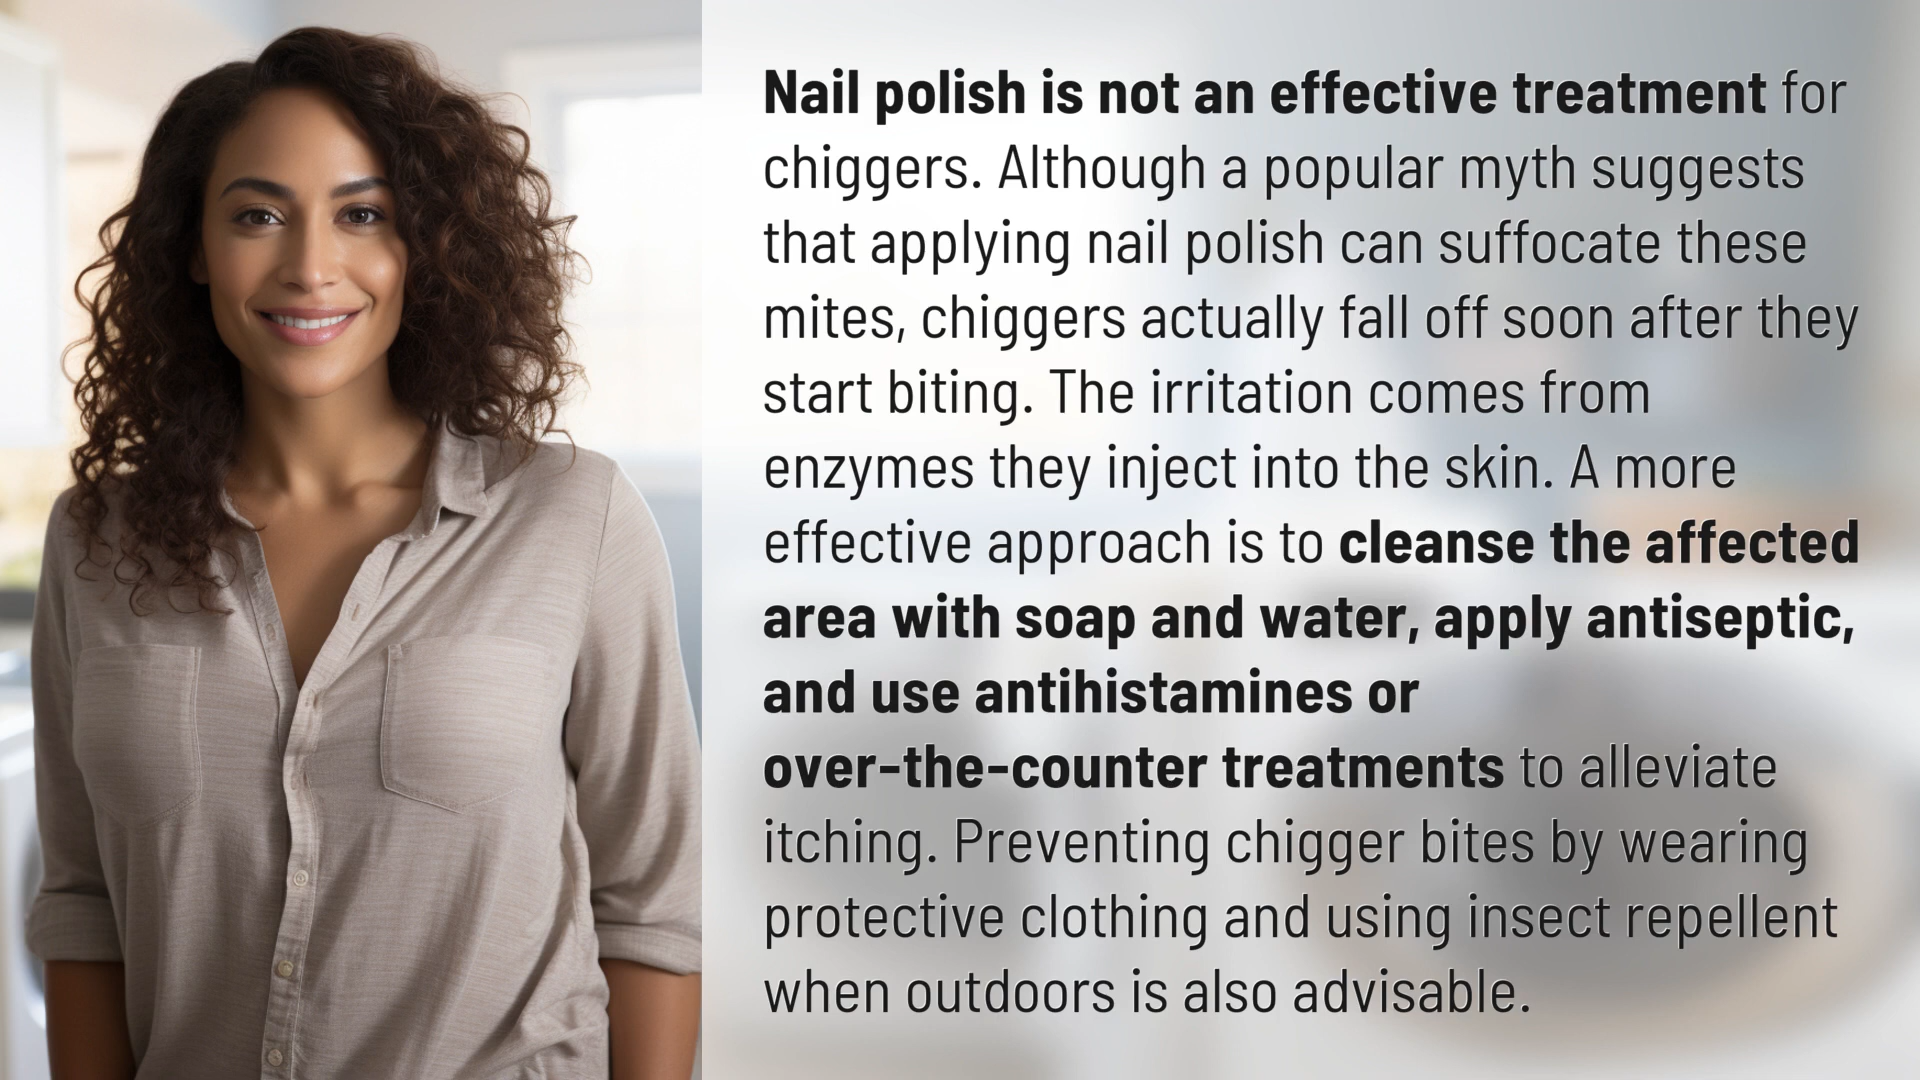 Nail polish is not an effective treatment for
chiggers. Although a popular myth suggests
that applying nail polish can suffocate these
mites, chiggers actually fall off soon after they
start biting. The irritation comes from
enzymes they inject into the skin. A more
effective approach is to cleanse the affected
area with soap and water, apply antiseptic,
and use antihistamines or
over-the-counter treatments to alleviate
itching. Preventing chigger bites by wearing
protective clothing and using insect repellent
when outdoors is also advisable.